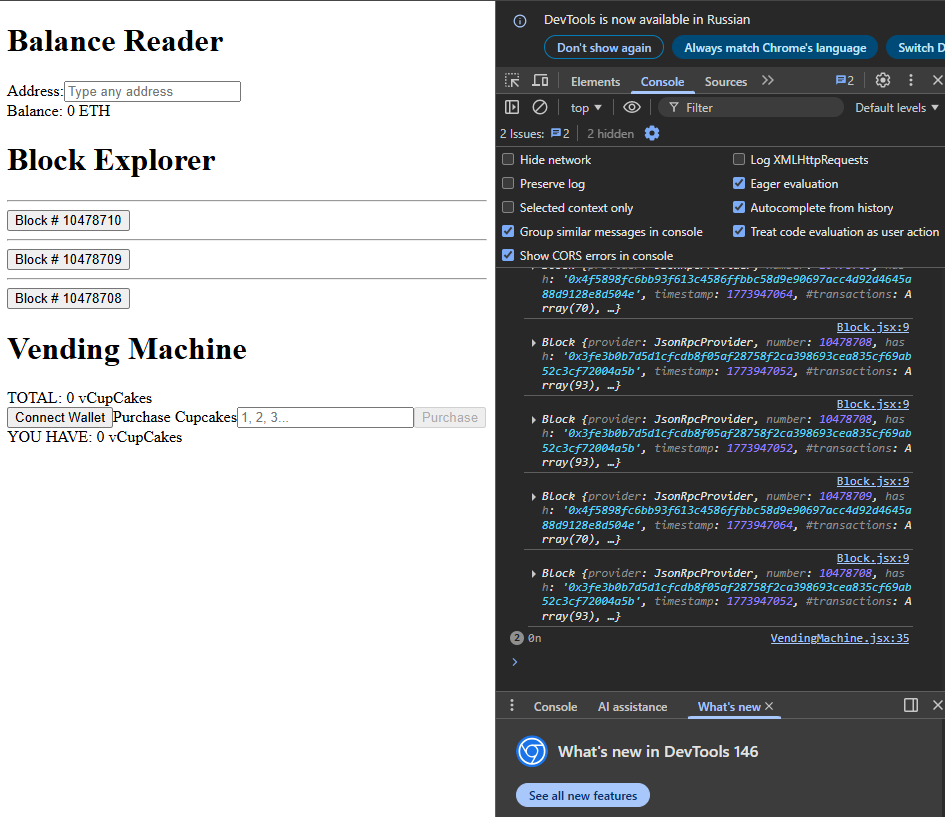 Balance Reader
Address: Type any address
Balance: 0 ETH
Block Explorer
Block # 10478710
Block # 10478709
Block # 10478708
Vending Machine
TOTAL: 0 vCupCakes
Connect Wallet Purchase Cupcakes 1, 2, 3... Purchase
YOU HAVE: 0 vCupCakes
DevTools is now available in Russian
Don't show again Always match Chrome's language Switch D
Elements Console Sources 2
top Filter Default levels
2 Issues: 2 2 hidden
Hide network Log XMLHttpRequests
Preserve log Eager evaluation
Selected context only Autocomplete from history
Group similar messages in console Treat code evaluation as user action
Show CORS errors in console
h: '0x4f5898fc6bb93f613c4586ffbbc58d9e90697acc4d92d4645a
88d9128e8d504e', timestamp: 1773947064, #transactions: A
rray(70), …}
Block.jsx:9
Block {provider: JsonRpcProvider, number: 10478708, has
h: '0x3fe3b0b7d5d1cfcdb8f05af28758f2ca398693cea835cf69ab
52c3cf72004a5b', timestamp: 1773947052, #transactions: A
rray(93), …}
Block.jsx:9
Block {provider: JsonRpcProvider, number: 10478708, has
h: '0x3fe3b0b7d5d1cfcdb8f05af28758f2ca398693cea835cf69ab
52c3cf72004a5b', timestamp: 1773947052, #transactions: A
rray(93), …}
Block.jsx:9
Block {provider: JsonRpcProvider, number: 10478709, has
h: '0x4f5898fc6bb93f613c4586ffbbc58d9e90697acc4d92d4645a
88d9128e8d504e', timestamp: 1773947064, #transactions: A
rray(70), …}
Block.jsx:9
Block {provider: JsonRpcProvider, number: 10478708, has
h: '0x3fe3b0b7d5d1cfcdb8f05af28758f2ca398693cea835cf69ab
52c3cf72004a5b', timestamp: 1773947052, #transactions: A
rray(93), …}
2 0n VendingMachine.jsx:35
Console AI assistance What's new
What's new in DevTools 146
See all new features